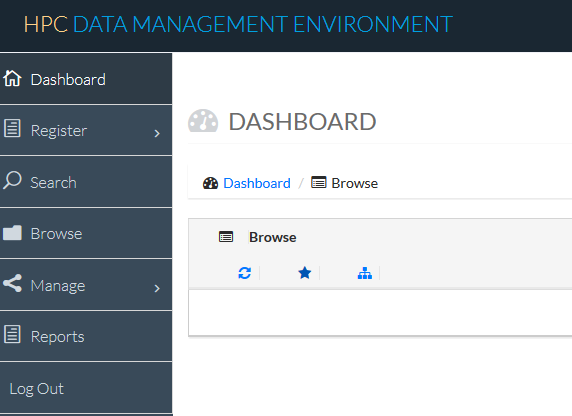 HPC DATA MANAGEMENT ENVIRONMENT
Dashboard
Register
Search
Browse
Manage
Reports
Log Out
DASHBOARD
Dashboard / Browse
Browse